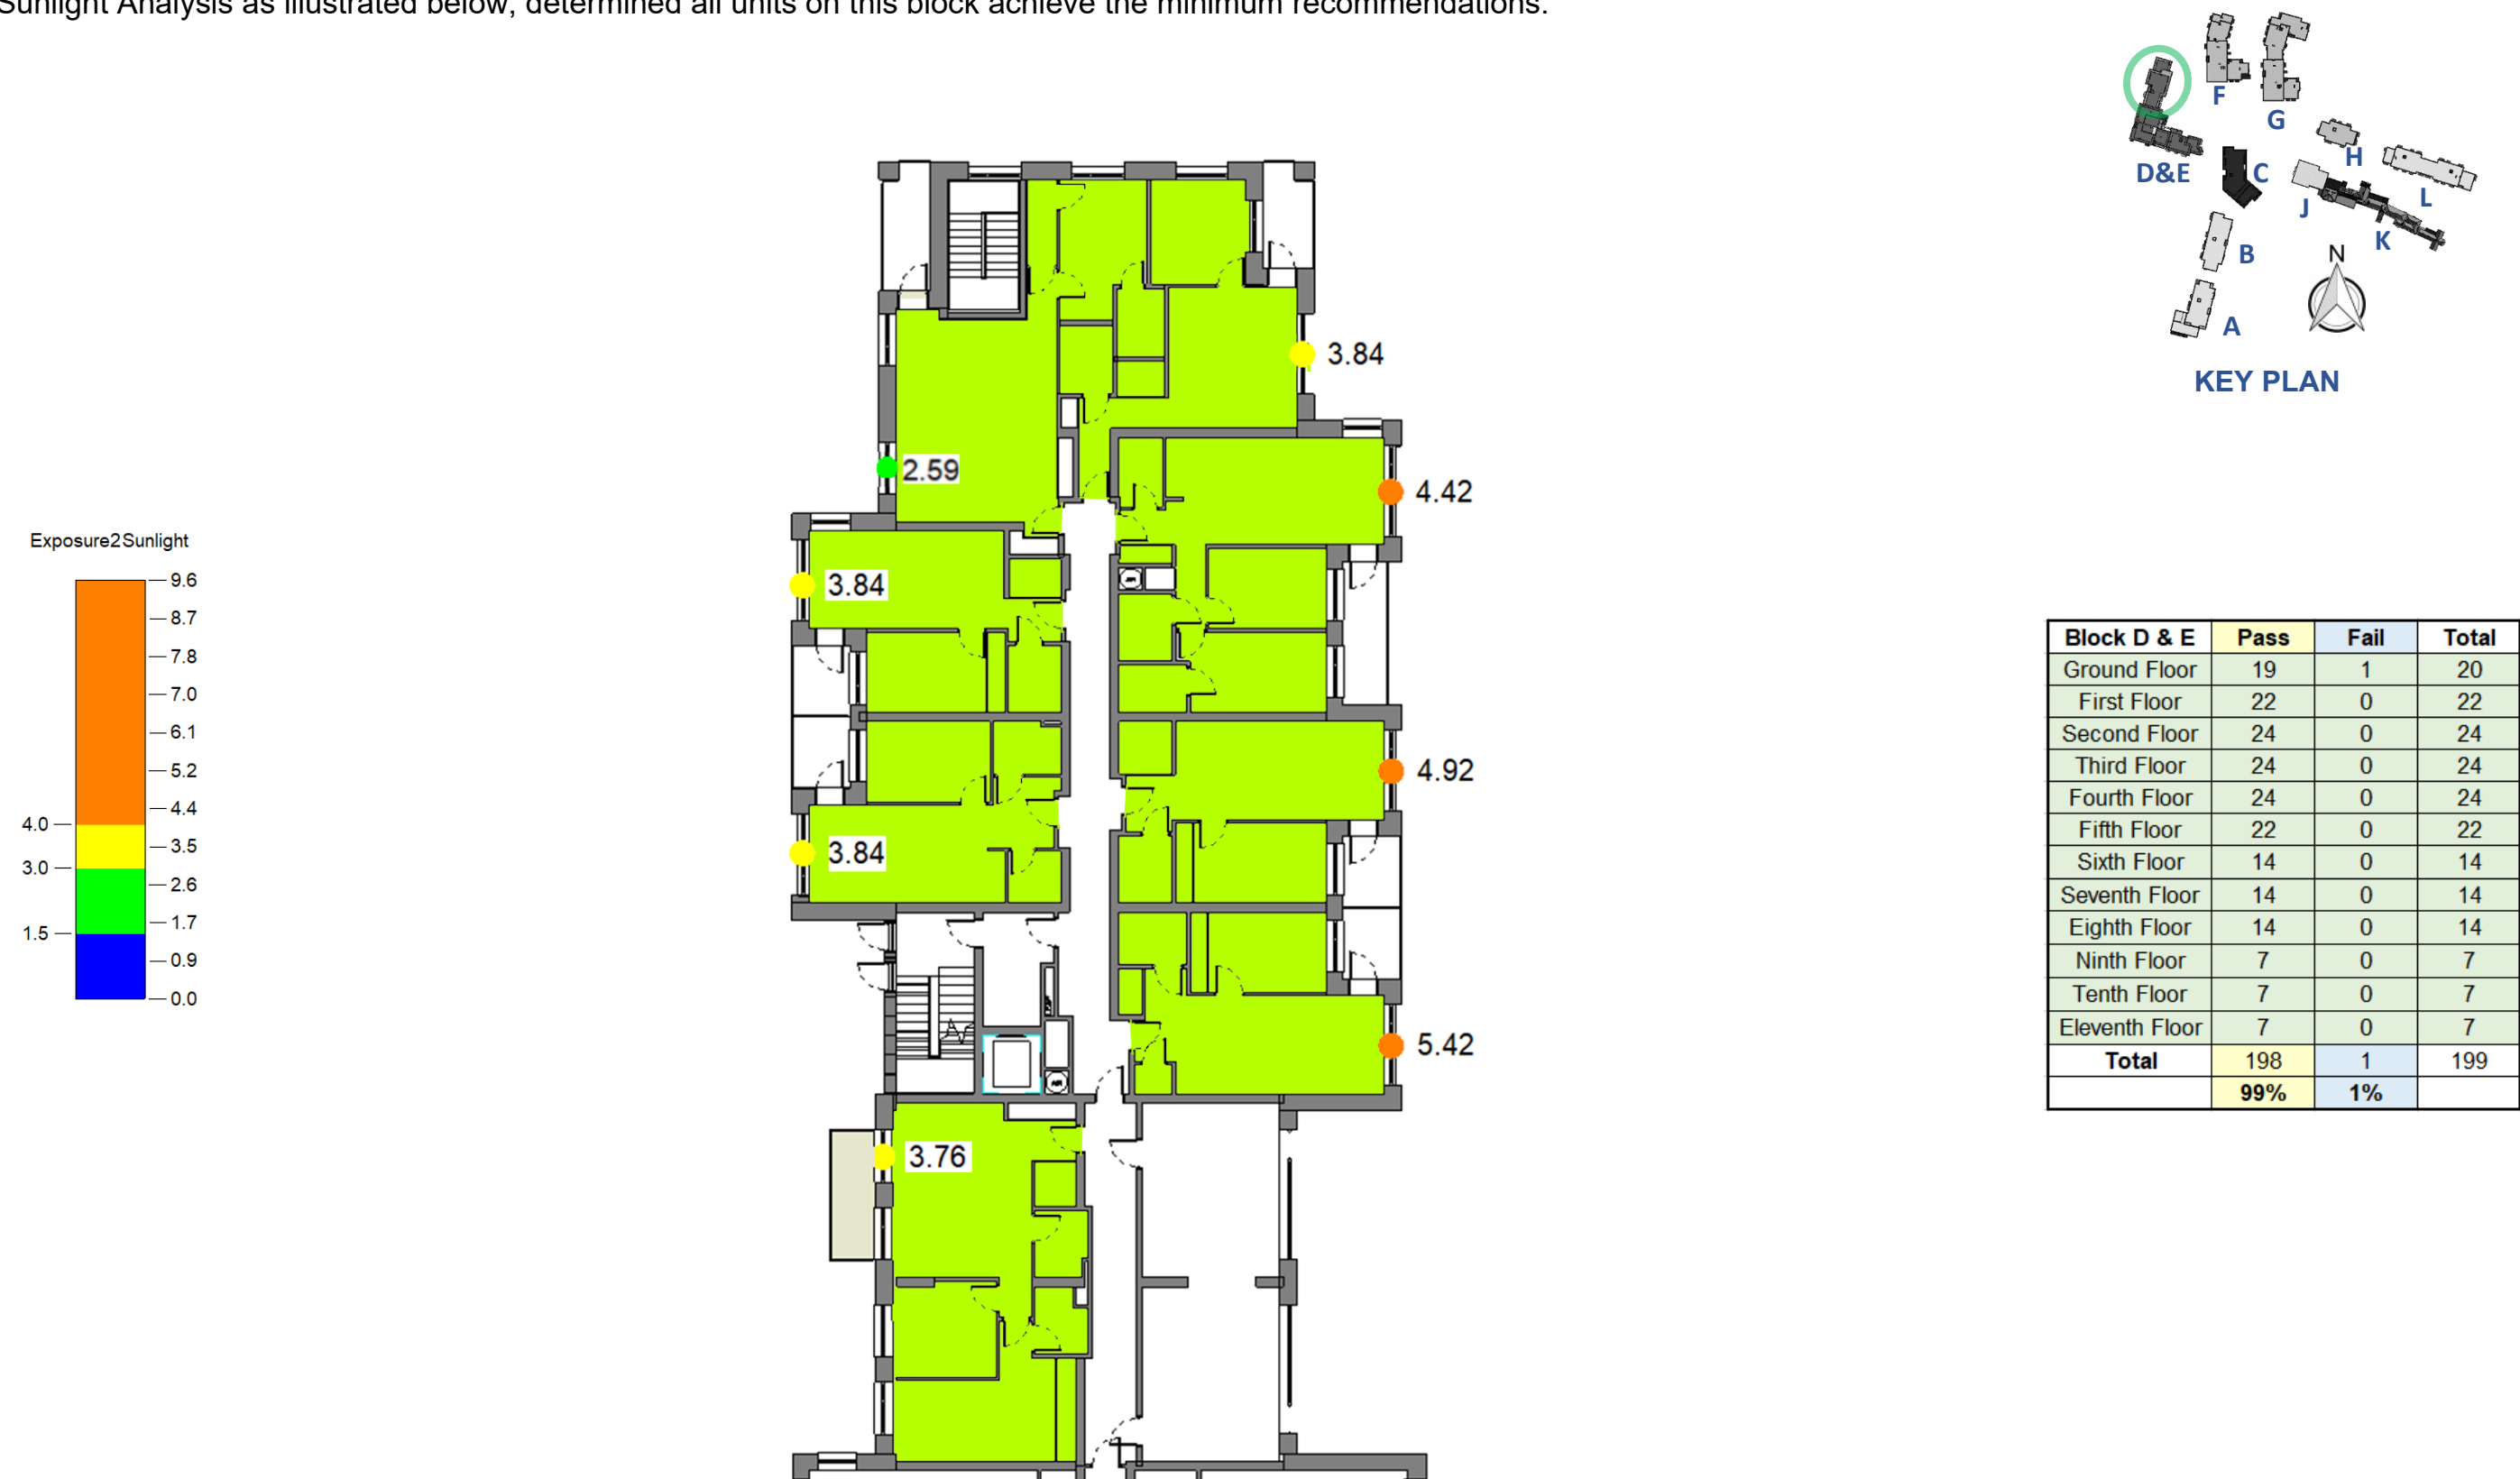 Sunlight Analysis as illustrated below, determined all units on this block achieve the minimum recommendations.
F
G
H
D&E
C
L
J
K
B
N
A
KEY PLAN
3.84
2.59
4.42
3.84
4.92
3.84
5.42
3.76
Exposure2Sunlight
9.6
8.7
7.8
7.0
6.1
5.2
4.4
4.0
3.5
3.0
2.6
1.7
1.5
0.9
0.0
Block D & E Pass Fail Total
Ground Floor 19 1 20
First Floor 22 0 22
Second Floor 24 0 24
Third Floor 24 0 24
Fourth Floor 24 0 24
Fifth Floor 22 0 22
Sixth Floor 14 0 14
Seventh Floor 14 0 14
Eighth Floor 14 0 14
Ninth Floor 7 0 7
Tenth Floor 7 0 7
Eleventh Floor 7 0 7
Total 198 1 199
99% 1%